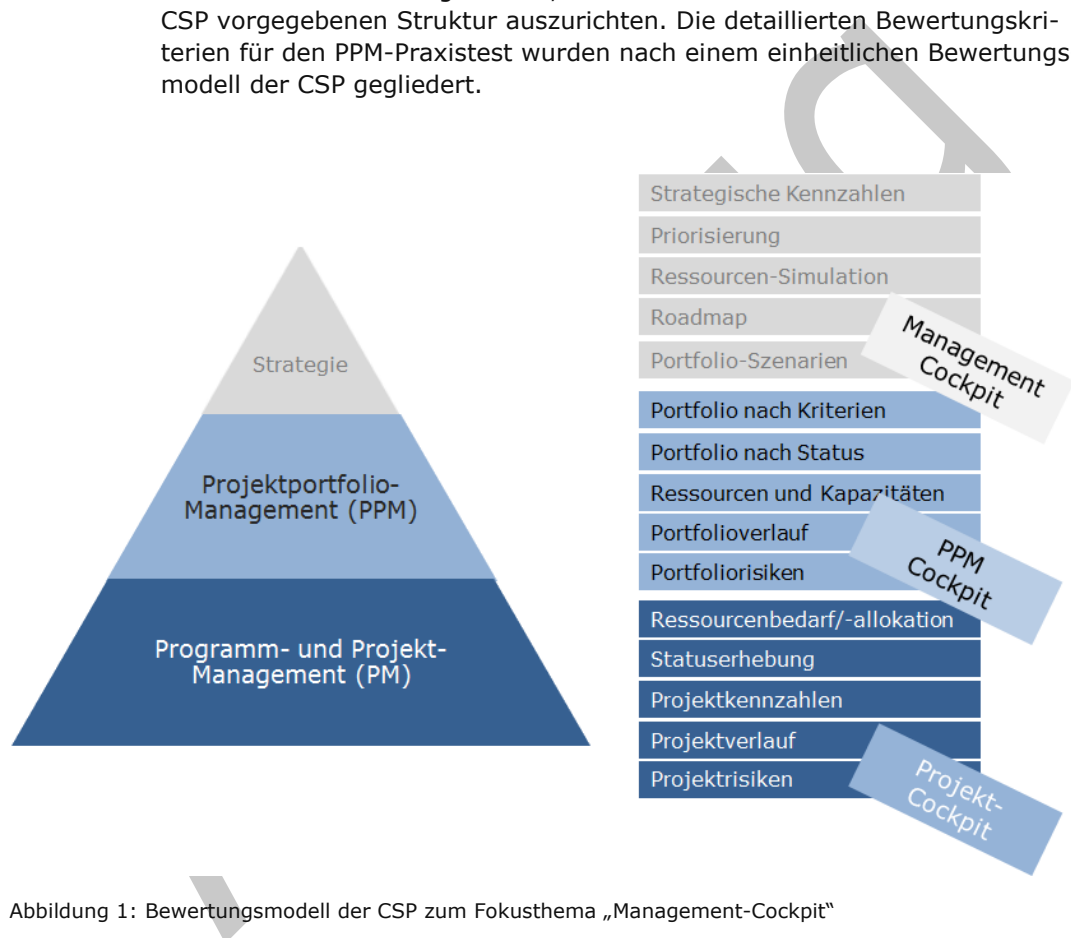 CSP vorgegebenen Struktur auszurichten. Die detaillierten Bewertungskri-
terien für den PPM-Praxistest wurden nach einem einheitlichen Bewertungs
modell der CSP gegliedert.
Strategie
Projektportfolio-
Management (PPM)
Programm- und Projekt-
Management (PM)
Strategische Kennzahlen
Priorisierung
Ressourcen-Simulation
Roadmap
Portfolio-Szenarien
Management
Cockpit
Portfolio nach Kriterien
Portfolio nach Status
Ressourcen und Kapazitäten
Portfolioverlauf
Portfoliorisiken
PPM
Cockpit
Ressourcenbedarf/-allokation
Statuserhebung
Projektkennzahlen
Projektverlauf
Projektrisiken
Projekt-
Cockpit
Abbildung 1: Bewertungsmodell der CSP zum Fokusthema „Management-Cockpit“